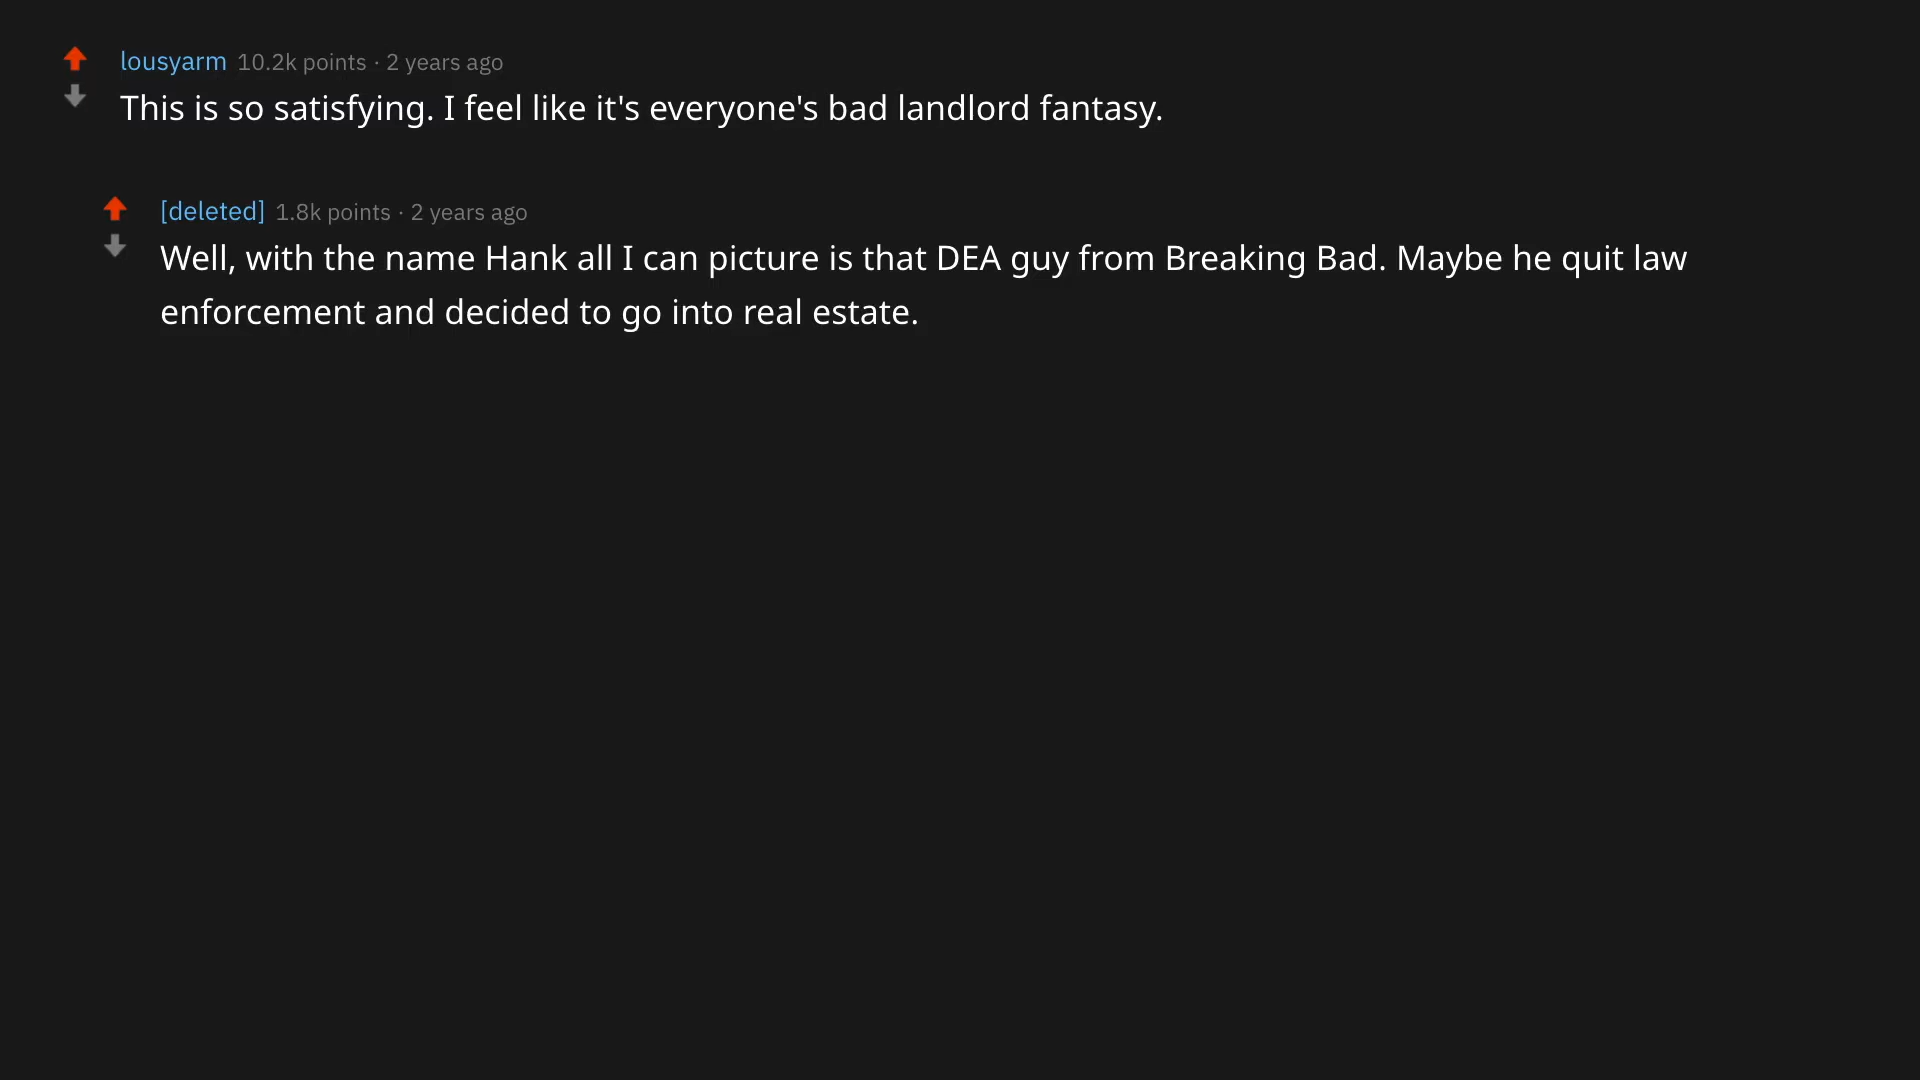 lousyarm 10.2k points · 2 years ago
This is so satisfying. I feel like it's everyone's bad landlord fantasy.
[deleted] 1.8k points · 2 years ago
Well, with the name Hank all I can picture is that DEA guy from Breaking Bad. Maybe he quit law
enforcement and decided to go into real estate.